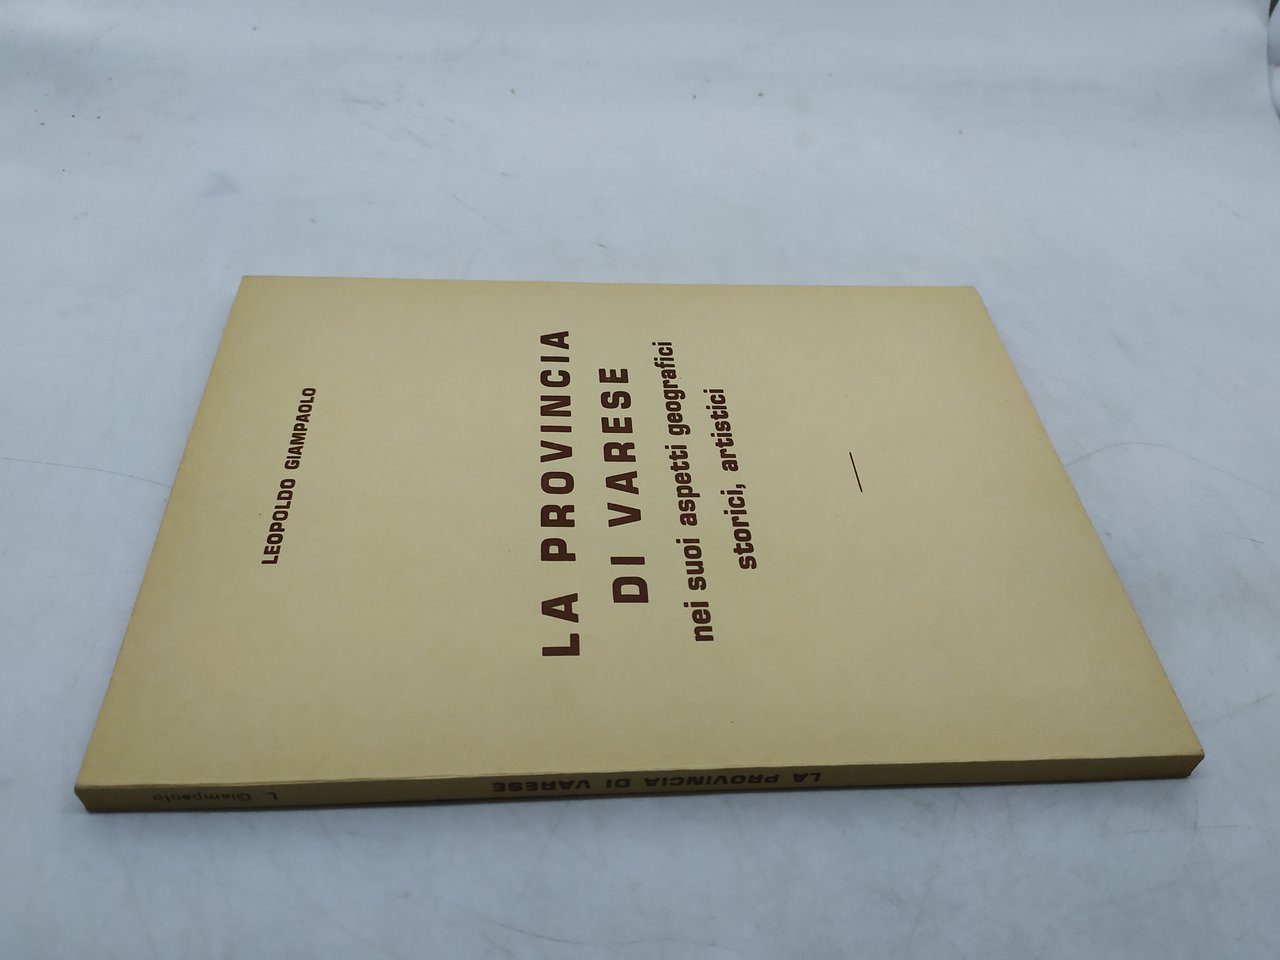 LEOPOLDO GIAMPAOLO
LA PROVINCIA
DI VARESE
nei suoi aspetti geografici
storici, artistici
L. Giampaolo
LA PROVINCIA DI VARESE